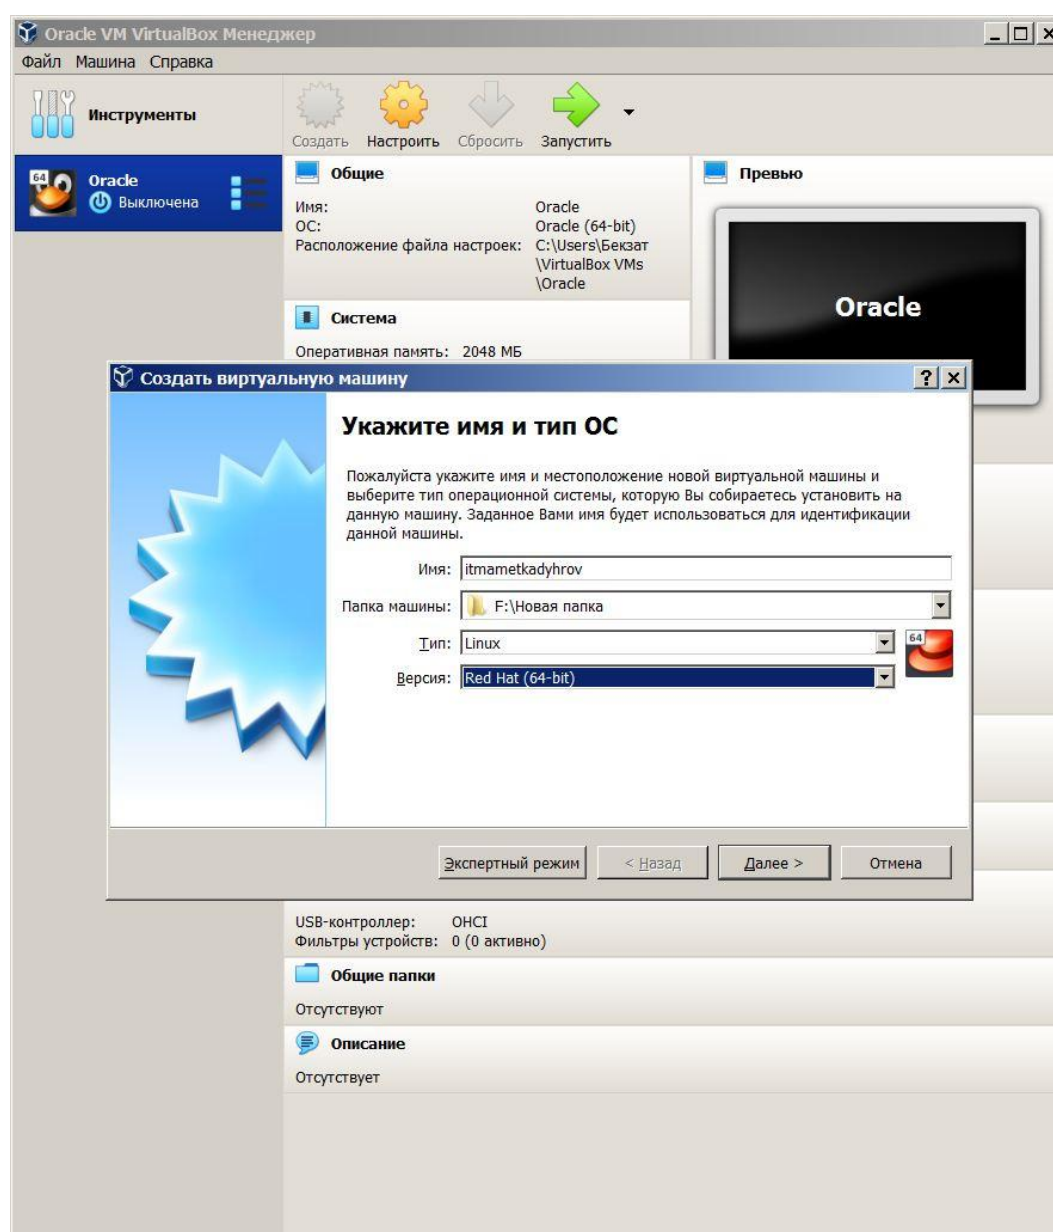 Oracle VM VirtualBox Менеджер
Файл Машина Справка
Инструменты
Создать Настроить Сбросить Запустить
64 Oracle
Выключена
Общие
Имя: Oracle
ОС: Oracle (64-bit)
Расположение файла настроек: C:\Users\Бекзат
\VirtualBox VMs
\Oracle
Превью
Oracle
Система
Оперативная память: 2048 МБ
Создать виртуальную машину
Укажите имя и тип ОС
Пожалуйста укажите имя и местоположение новой виртуальной машины и
выберите тип операционной системы, которую Вы собираетесь установить на
данную машину. Заданное Вами имя будет использоваться для идентификации
данной машины.
Имя: itmametkadyhrov
Папка машины: F:\Новая папка
Тип: Linux
64
Версия: Red Hat (64-bit)
Экспертный режим < Назад Далее > Отмена
USB-контроллер: OHCI
Фильтры устройств: 0 (0 активно)
Общие папки
Отсутствуют
Описание
Отсутствует